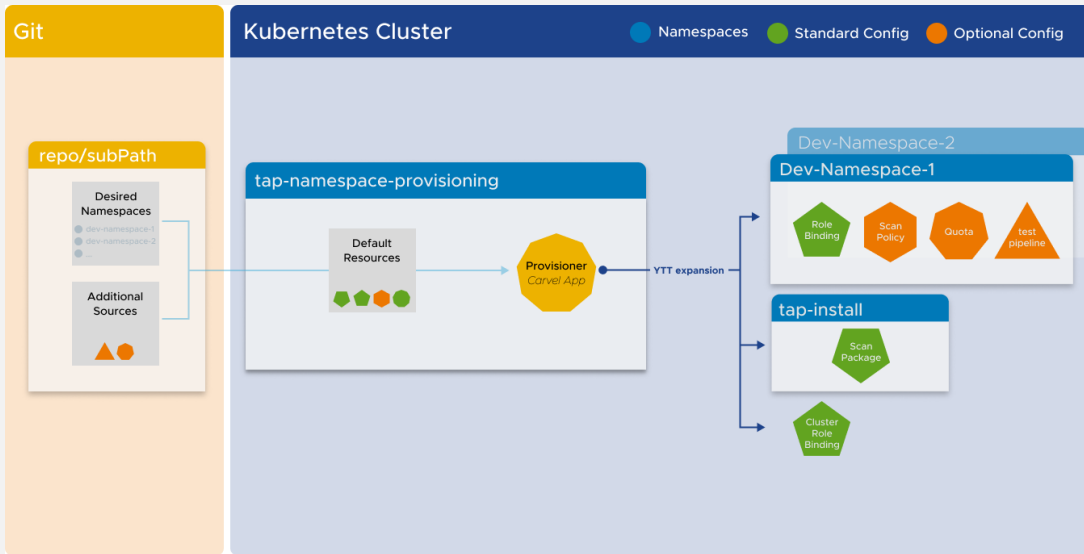 Git
Kubernetes Cluster
Namespaces
Standard Config
Optional Config
repo/subPath
Desired
Namespaces
dev-namespace-1
dev-namespace-2
...
Additional
Sources
tap-namespace-provisioning
Default
Resources
Provisioner
Carvel App
YTT expansion
Dev-Namespace-2
Dev-Namespace-1
Role
Binding
Scan
Policy
Quota
test
pipeline
tap-install
Scan
Package
Cluster
Role
Binding